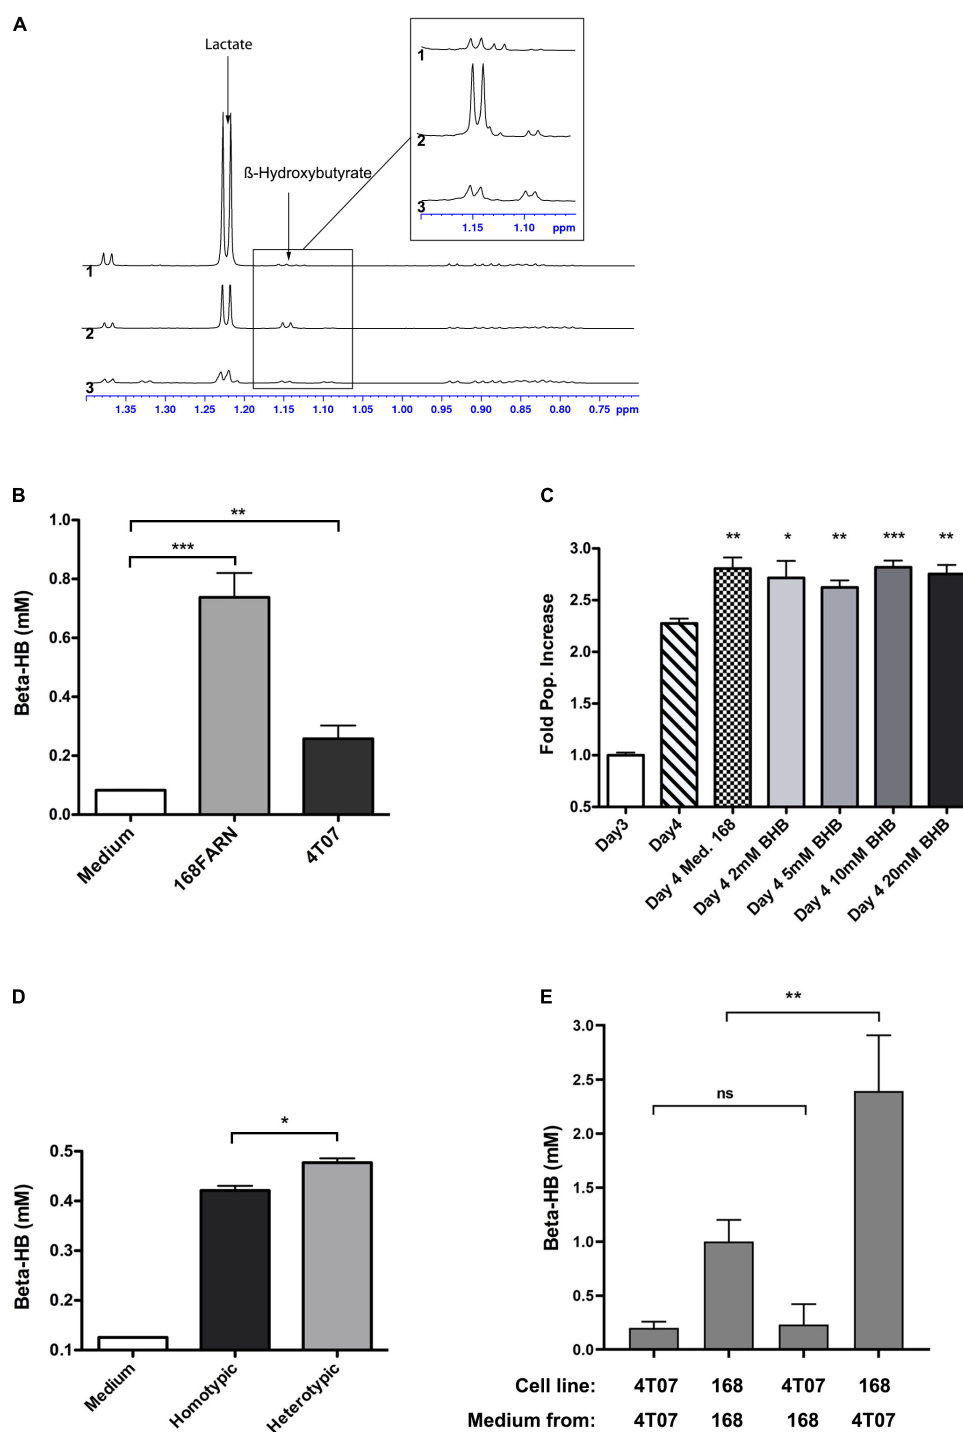 A
Lactate
ß-Hydroxybutyrate
1
2
3
1.15 1.10 ppm
1
2
3
1.35 1.30 1.25 1.20 1.15 1.10 1.05 1.00 0.95 0.90 0.85 0.80 0.75 ppm
B
Beta-HB (mM)
1.0
0.8
0.6
0.4
0.2
0.0
**
***
Medium
168FARN
4T07
C
Fold Pop. Increase
3.0
2.5
2.0
1.5
1.0
0.5
** * ** *** **
Day3
Day4
Day 4 Med. 168
Day 4 2mM BHB
Day 4 5mM BHB
Day 4 10mM BHB
Day 4 20mM BHB
D
Beta-HB (mM)
0.5
0.4
0.3
0.2
0.1
*
Medium
Homotypic
Heterotypic
E
Beta-HB (mM)
3.0
2.5
2.0
1.5
1.0
0.5
0.0
**
ns
Cell line: 4T07 168 4T07 168
Medium from: 4T07 168 168 4T07